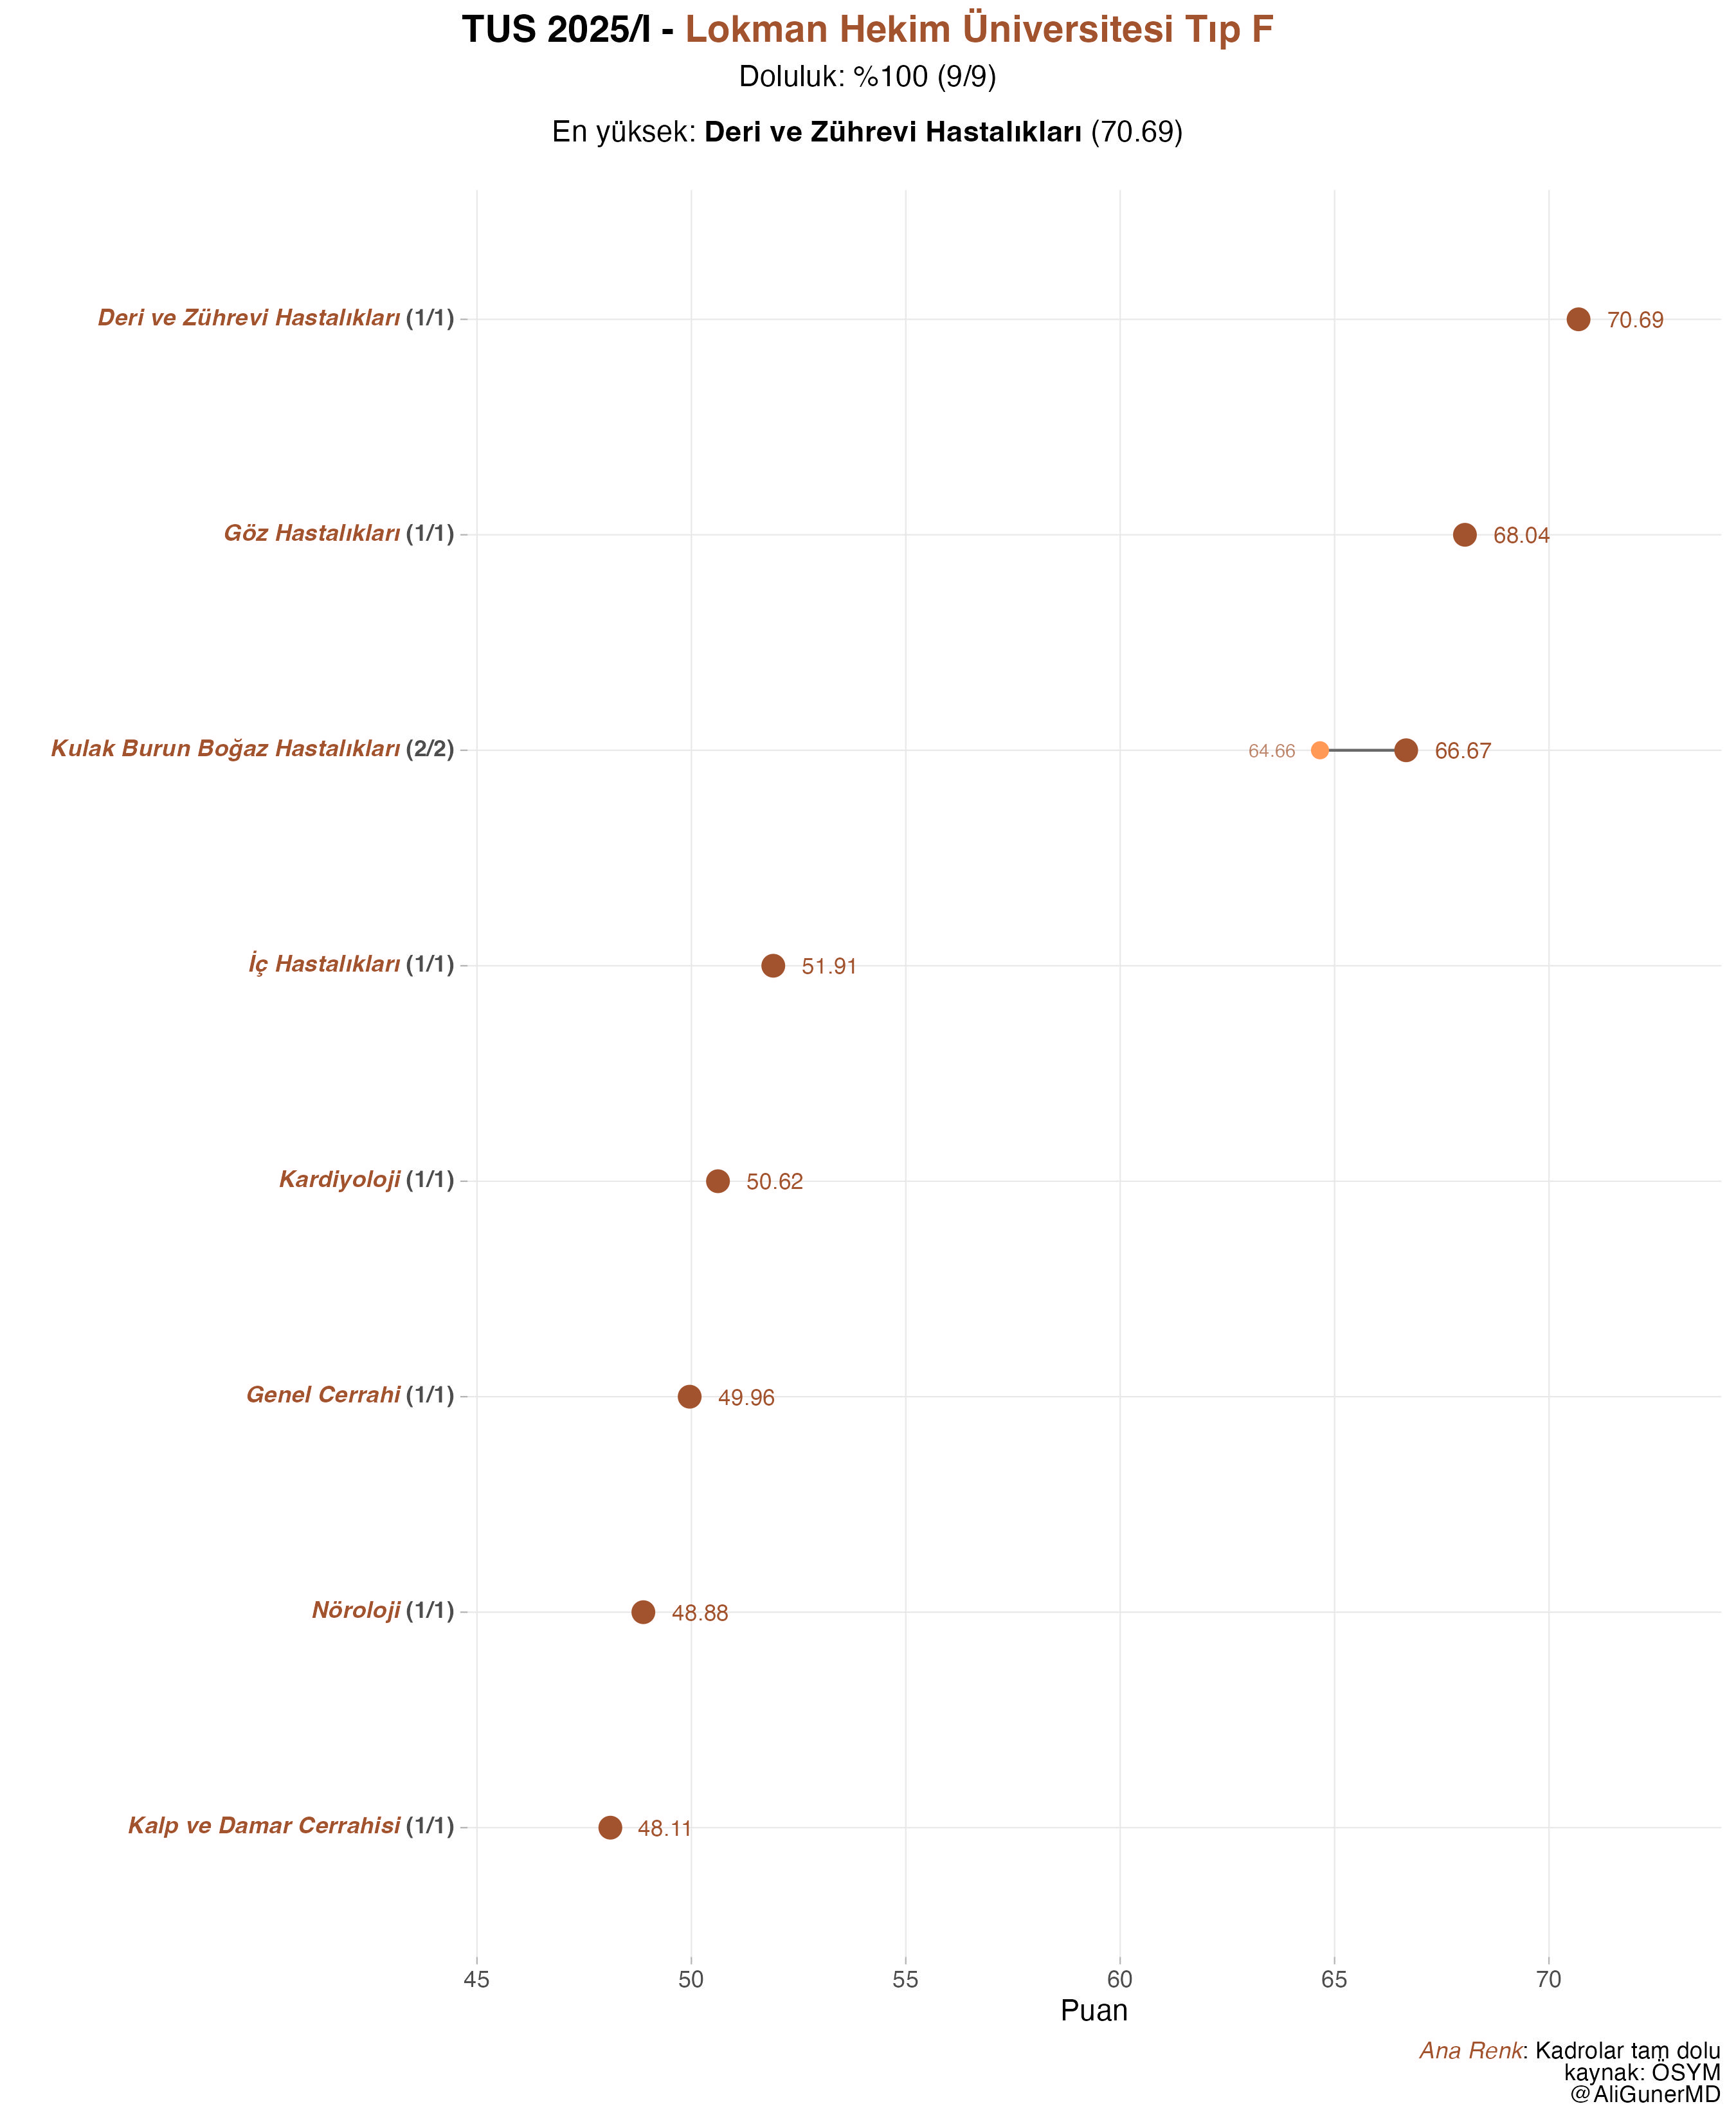 TUS 2025/I - Lokman Hekim Üniversitesi Tıp F
Doluluk: %100 (9/9)
En yüksek: Deri ve Zührevi Hastalıkları (70.69)
Deri ve Zührevi Hastalıkları (1/1) 70.69
Göz Hastalıkları (1/1) 68.04
Kulak Burun Boğaz Hastalıkları (2/2) 64.66 66.67
İç Hastalıkları (1/1) 51.91
Kardiyoloji (1/1) 50.62
Genel Cerrahi (1/1) 49.96
Nöroloji (1/1) 48.88
Kalp ve Damar Cerrahisi (1/1) 48.11
45 50 55 60 65 70
Puan
Ana Renk: Kadrolar tam dolu
kaynak: ÖSYM
@AliGunerMD